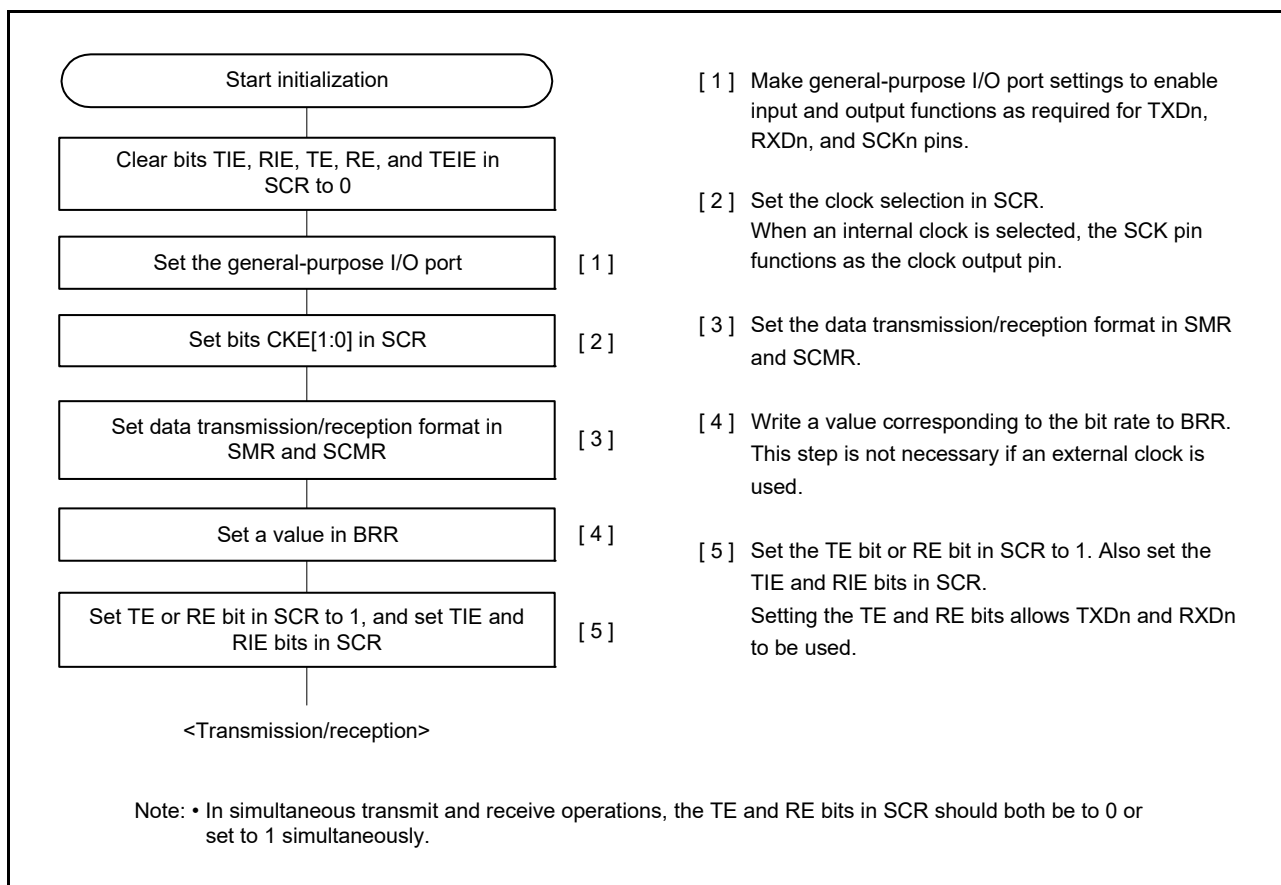 Start initialization
Clear bits TIE, RIE, TE, RE, and TEIE in
SCR to 0
Set the general-purpose I/O port
[ 1 ]
Set bits CKE[1:0] in SCR
[ 2 ]
Set data transmission/reception format in
SMR and SCMR
[ 3 ]
Set a value in BRR
[ 4 ]
Set TE or RE bit in SCR to 1, and set TIE and
RIE bits in SCR
[ 5 ]
<Transmission/reception>
[ 1 ] Make general-purpose I/O port settings to enable
input and output functions as required for TXDn,
RXDn, and SCKn pins.
[ 2 ] Set the clock selection in SCR.
When an internal clock is selected, the SCK pin
functions as the clock output pin.
[ 3 ] Set the data transmission/reception format in SMR
and SCMR.
[ 4 ] Write a value corresponding to the bit rate to BRR.
This step is not necessary if an external clock is
used.
[ 5 ] Set the TE bit or RE bit in SCR to 1. Also set the
TIE and RIE bits in SCR.
Setting the TE and RE bits allows TXDn and RXDn
to be used.
Note: • In simultaneous transmit and receive operations, the TE and RE bits in SCR should both be to 0 or
set to 1 simultaneously.